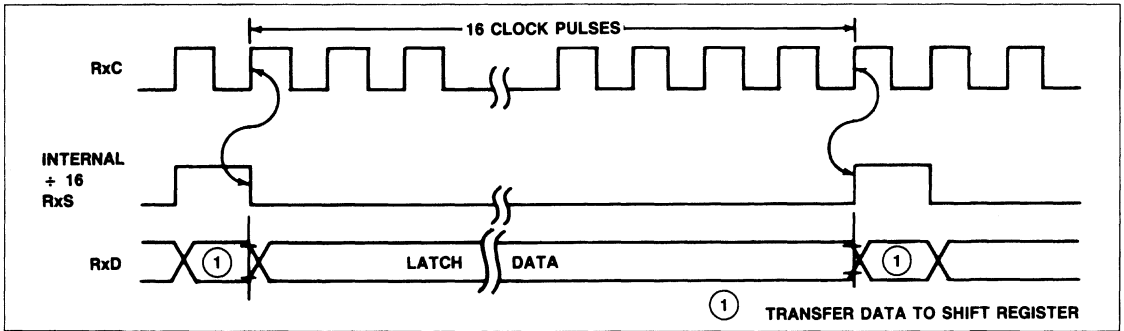 16 CLOCK PULSES
RxC
INTERNAL
÷ 16
RxS
RxD
1
LATCH DATA
1
1 TRANSFER DATA TO SHIFT REGISTER